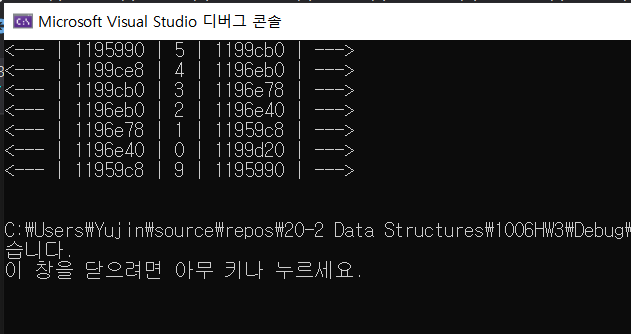 Microsoft Visual Studio 디버그 콘솔
<--- | 1195990 | 5 | 1199cb0 | --->
<--- | 1199ce8 | 4 | 1196eb0 | --->
<--- | 1199cb0 | 3 | 1196e78 | --->
<--- | 1196eb0 | 2 | 1196e40 | --->
<--- | 1196e78 | 1 | 11959c8 | --->
<--- | 1196e40 | 0 | 1199d20 | --->
<--- | 11959c8 | 9 | 1195990 | --->
C:₩Users₩Yujin₩source₩repos₩20-2 Data Structures₩1006HW3₩Debug₩
습니다.
이 창을 닫으려면 아무 키나 누르세요.